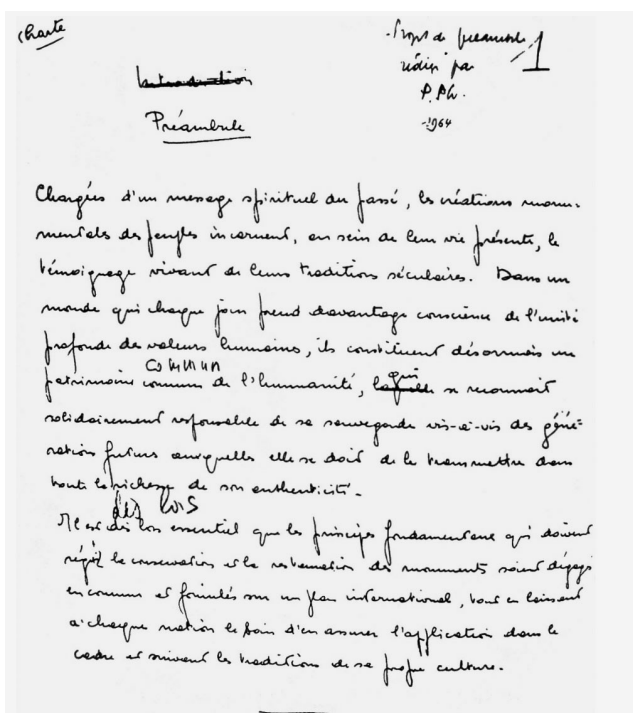 Charte
Projet de préambule
rédigé par
P. Ph.
1
-1964
Introduction
Préambule
Chargées d'un message spirituel du passé, les créations monu-
mentales des peuples incarnent, au sein de leur vie présente, le
témoignage vivant de leurs traditions séculaires. Dans un
monde qui chaque jour prend davantage conscience de l'unité
profonde des valeurs humaines, ils constituent désormais un
commun
patrimoine commun de l'humanité, laquelle qui se reconnait
solidairement responsable de sa sauvegarde vis-à-vis des géné-
rations futures auxquelles elle se doit de le transmettre dans
toute la richesse de son authenticité.
dès lors
Il est dès lors essentiel que les principes fondamentaux qui doivent
régir la conservation et la restauration des monuments soient dégagés
en commun et formulés sur un plan international, tout en laissant
à chaque nation le soin d'en assurer l'application dans le
cadre et suivant les traditions de sa propre culture.